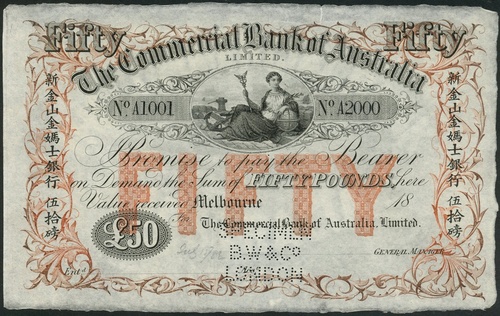 Fifty Fifty
The Commercial Bank of Australia
LIMITED.
No. A1001 No. A2000
Promise to pay the Bearer
on Demand the Sum of FIFTY POUNDS, here
Value received Melbourne 18
FIFTY
For The Commercial Bank of Australia, Limited.
£50
SPECIMEN
B.W&Co
LONDON
Entd
GENERAL MANAGER
新金山金媽士銀行 伍拾磅
新金山金媽士銀行 伍拾磅